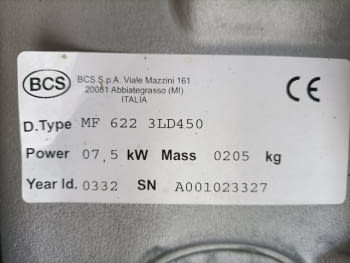 BCS
BCS S.p.A. Viale Mazzini 161
20081 Abbiategrasso (MI)
ITALIA
CE
D.Type MF 622 3LD450
Power 07,5 kW Mass 0205 kg
Year Id. 0332 SN A001023327